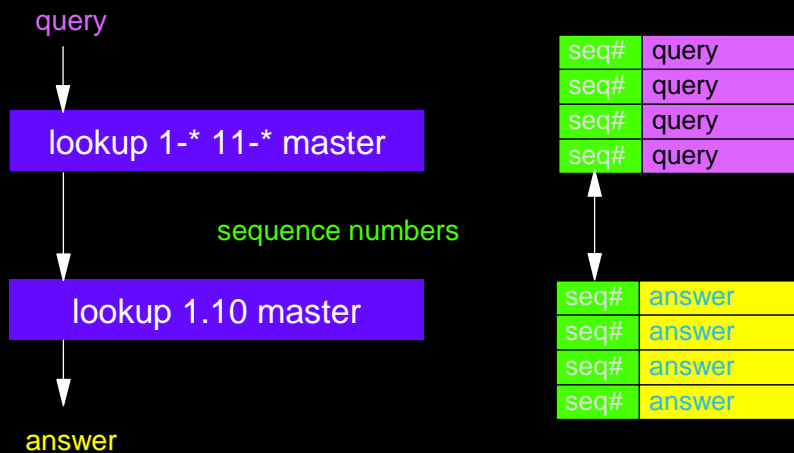 query
lookup 1-* 11-* master
sequence numbers
lookup 1.10 master
answer
seq# query
seq# query
seq# query
seq# query
seq# answer
seq# answer
seq# answer
seq# answer